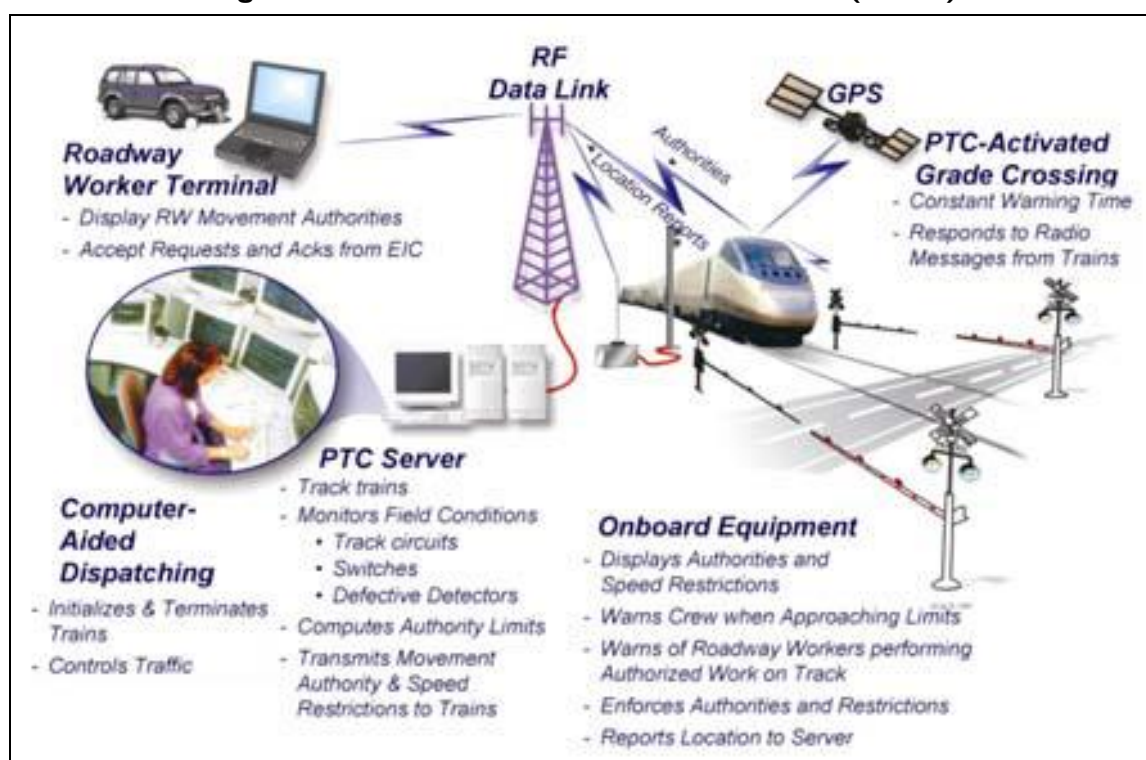 RF
Data Link
GPS
Authorities
Location Reports
Roadway
Worker Terminal
- Display RW Movement Authorities
- Accept Requests and Acks from EIC
PTC-Activated
Grade Crossing
- Constant Warning Time
- Responds to Radio
Messages from Trains
PTC Server
- Track trains
- Monitors Field Conditions
• Track circuits
• Switches
• Defective Detectors
- Computes Authority Limits
- Transmits Movement
Authority & Speed
Restrictions to Trains
Computer-
Aided
Dispatching
- Initializes & Terminates
Trains
- Controls Traffic
Onboard Equipment
- Displays Authorities and
Speed Restrictions
- Warns Crew when Approaching Limits
- Warns of Roadway Workers performing
Authorized Work on Track
- Enforces Authorities and Restrictions
- Reports Location to Server